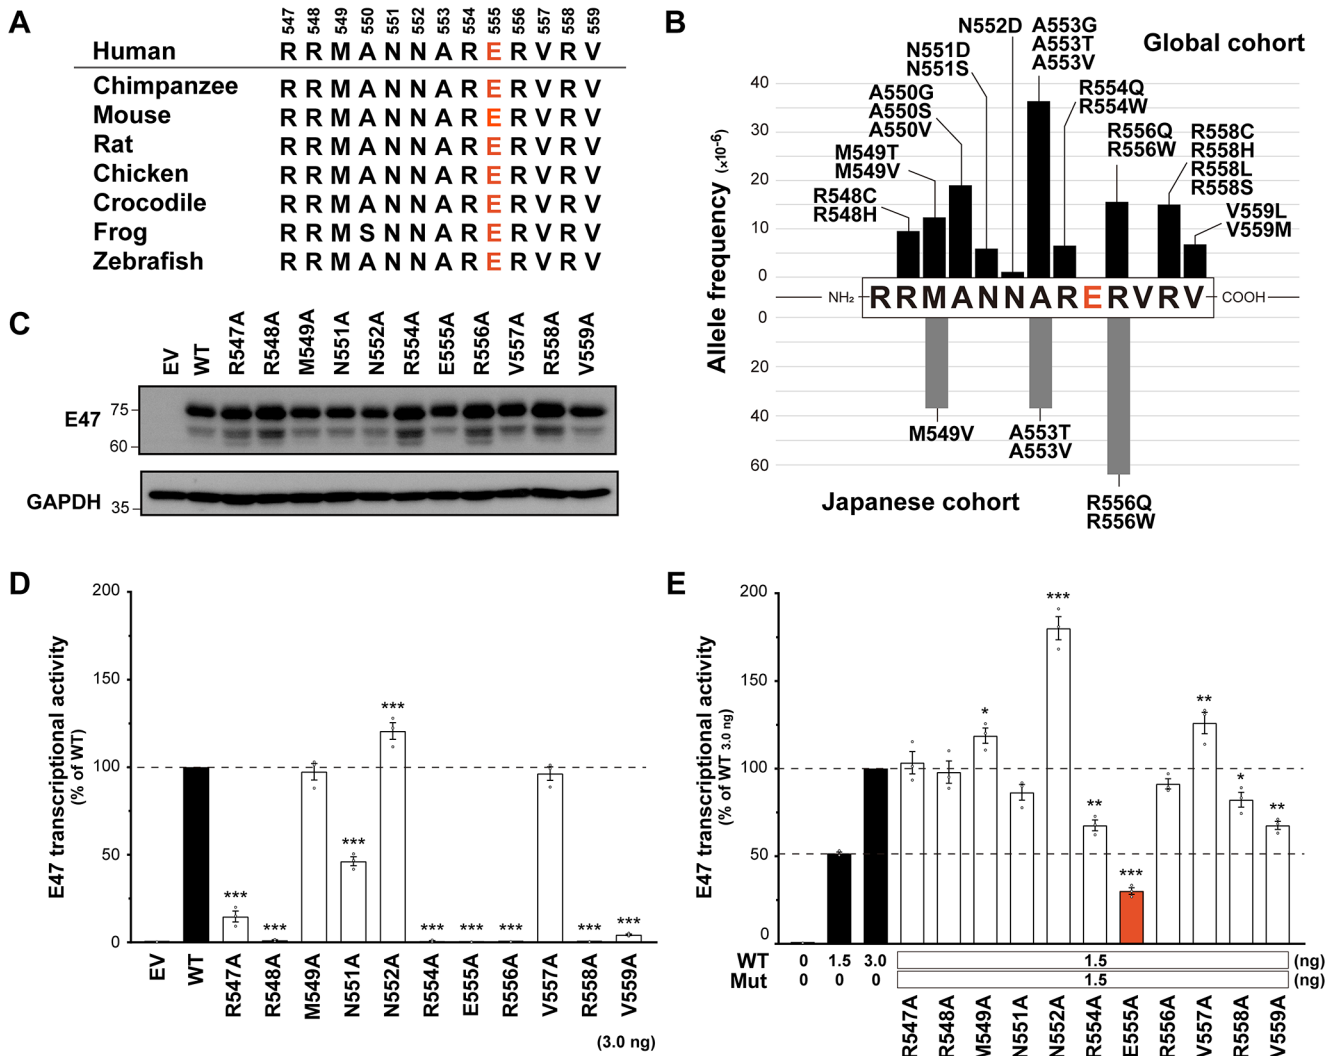 A
547 548 549 550 551 552 553 554 555 556 557 558 559
Human R R M A N N A R E R V R V
Chimpanzee R R M A N N A R E R V R V
Mouse R R M A N N A R E R V R V
Rat R R M A N N A R E R V R V
Chicken R R M A N N A R E R V R V
Crocodile R R M A N N A R E R V R V
Frog R R M S N N A R E R V R V
Zebrafish R R M A N N A R E R V R V
B
Global cohort
N552D
A553G
A553T
A553V
N551D
N551S
A550G
A550S
A550V
R554Q
R554W
M549T
M549V
R556Q
R556W
R558C
R558H
R558L
R558S
R548C
R548H
V559L
V559M
Allele frequency (×10-6)
40
30
20
10
0
NH₂ R R M A N N A R E R V R V COOH
0
20
40
60
M549V
A553T
A553V
R556Q
R556W
Japanese cohort
C
EV WT R547A R548A M549A N551A N552A R554A E555A R556A V557A R558A V559A
E47
75
60
GAPDH
35
D
E47 transcriptional activity
(% of WT)
200
150
100
50
0
*** *** *** *** *** *** *** *** ***
EV WT R547A R548A M549A N551A N552A R554A E555A R556A V557A R558A V559A
(3.0 ng)
E
E47 transcriptional activity
(% of WT 3.0 ng)
200
150
100
50
0
* *** ** *** ** * **
WT 0 1.5 3.0 1.5 (ng)
Mut 0 0 0 1.5 (ng)
R547A R548A M549A N551A N552A R554A E555A R556A V557A R558A V559A